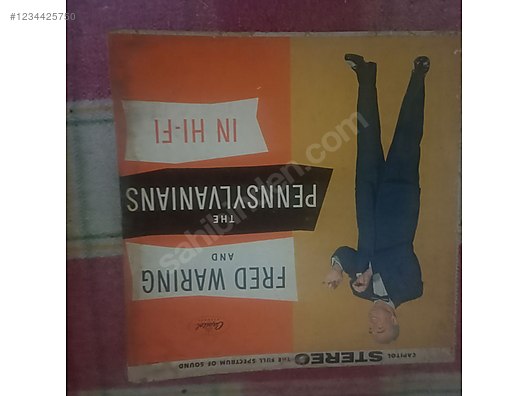 #1234425750
CAPITOL STEREO THE FULL SPECTRUM OF SOUND
Capitol
FRED WARING
AND
THE
PENNSYLVANIANS
IN HI-FI
sahibinden.com